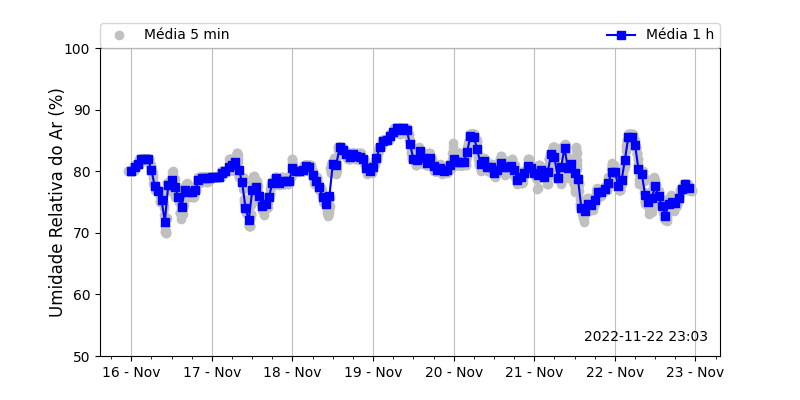 Média 5 min
Média 1 h
100
90
80
70
60
50
Umidade Relativa do Ar (%)
2022-11-22 23:03
16 - Nov
17 - Nov
18 - Nov
19 - Nov
20 - Nov
21 - Nov
22 - Nov
23 - Nov